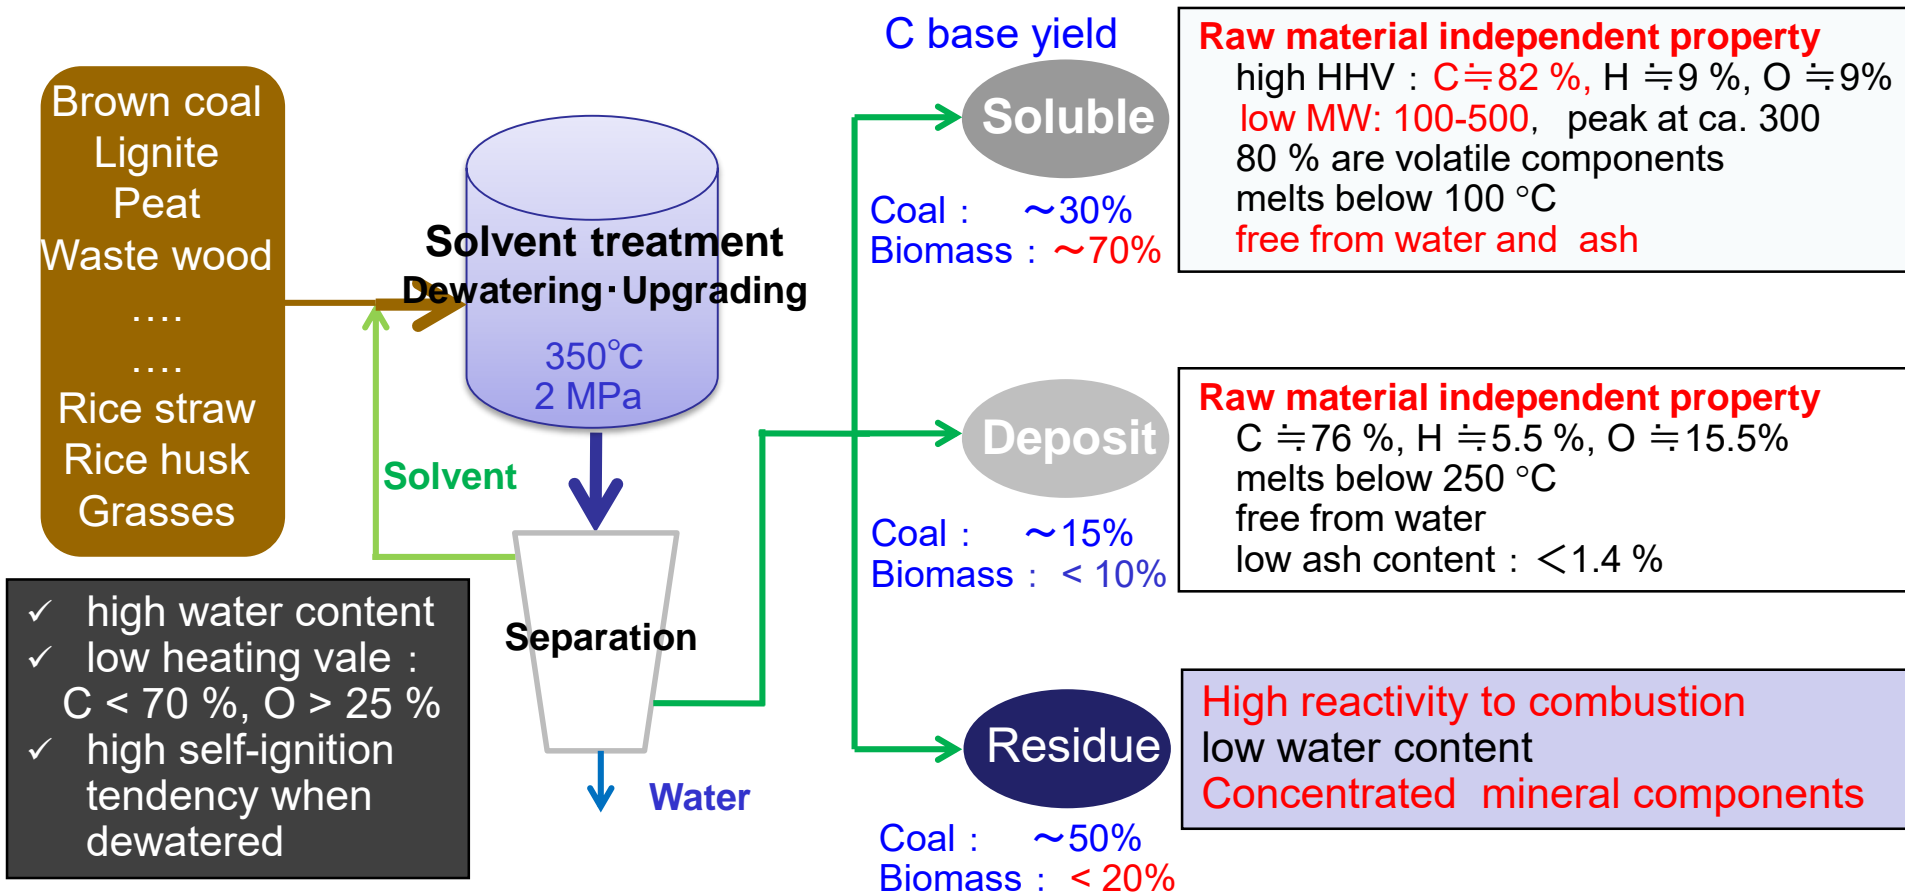 Brown coal
Lignite
Peat
Waste wood
....
....
Rice straw
Rice husk
Grasses
✓ high water content
✓ low heating vale :
C < 70 %, O > 25 %
✓ high self-ignition
tendency when
dewatered
Solvent treatment
Dewatering・Upgrading
350℃
2 MPa
Solvent
Separation
Water
C base yield
Soluble
Coal : ～30%
Biomass : ～70%
Raw material independent property
high HHV : C≒82 %, H ≒9 %, O ≒9%
low MW: 100-500, peak at ca. 300
80 % are volatile components
melts below 100 °C
free from water and ash
Deposit
Coal : ～15%
Biomass : < 10%
Raw material independent property
C ≒76 %, H ≒5.5 %, O ≒15.5%
melts below 250 °C
free from water
low ash content : ＜1.4 %
Residue
Coal : ～50%
Biomass : < 20%
High reactivity to combustion
low water content
Concentrated mineral components